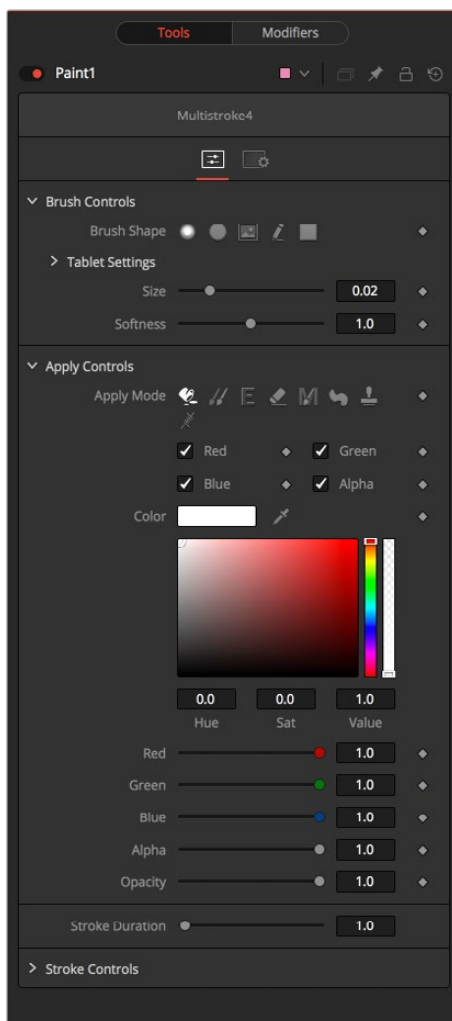 Tools Modifiers
Paint1
Multistroke4
Brush Controls
Brush Shape
Tablet Settings
Size 0.02
Softness 1.0
Apply Controls
Apply Mode
Red Green
Blue Alpha
Color
0.0 0.0 1.0
Hue Sat Value
Red 1.0
Green 1.0
Blue 1.0
Alpha 1.0
Opacity 1.0
Stroke Duration 1.0
Stroke Controls